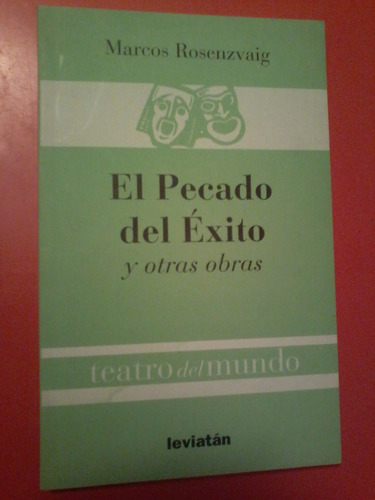 Marcos Rosenzvaig
El Pecado
del Éxito
y otras obras
teatro del mundo
leviatán